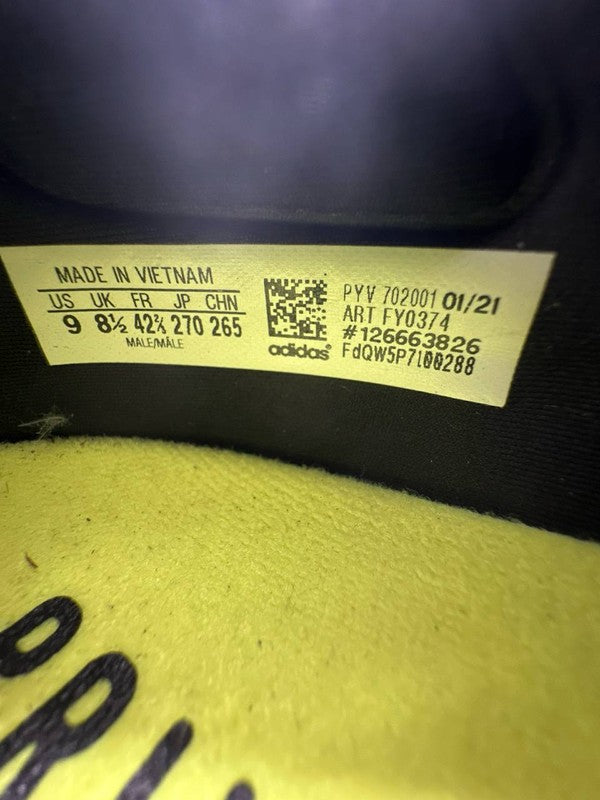 MADE IN VIETNAM
US UK FR JP CHN
9 8½ 42⅔ 270 265
MALE/MÂLE
adidas
PYV 702001 01/21
ART FY0374
#126663826
FdQW5P7l00288
PRI